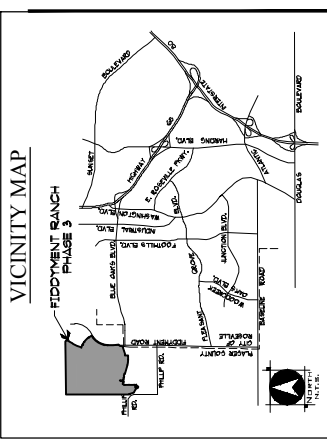 VICINITY MAP
FIDDYMENT RANCH
PHASE 3
SUNSET
BOULEVARD
HIGHWAY
65
INTERSTATE
80
BLUE OAKS BLVD.
WASHINGTON BLVD.
INDUSTRIAL
BLVD.
FOOTHILLS BLVD.
E. ROSEVILLE PKWY.
HARDING BLVD.
ATLANTIC
BOULEVARD
DOUGLAS
PLEASANT
GROVE
BLVD.
JUNCTION BLVD.
WOODCREEK
OAKS BLVD.
BASELINE ROAD
FIDDYMENT ROAD
PLACER COUNTY
CITY OF
ROSEVILLE
PHILLIP RD.
PHILLIP
RD.
NORTH
N.T.S.